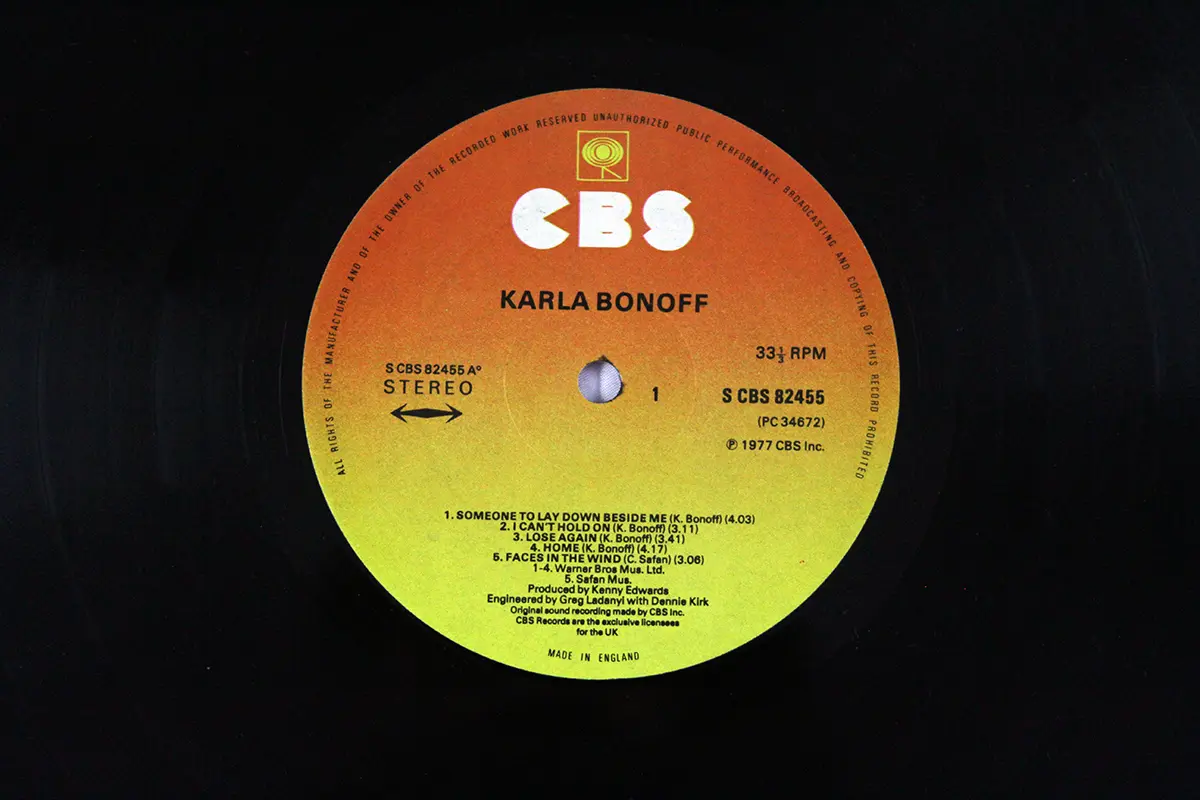 ALL RIGHTS OF THE MANUFACTURER AND OF THE OWNER OF THE RECORDED WORK RESERVED UNAUTHORIZED PUBLIC PERFORMANCE BROADCASTING AND COPYING OF THIS RECORD PROHIBITED
CBS
KARLA BONOFF
33⅓ RPM
S CBS 82455 A°
STEREO
1
S CBS 82455
(PC 34672)
℗ 1977 CBS Inc.
1. SOMEONE TO LAY DOWN BESIDE ME (K. Bonoff) (4.03)
2. I CAN'T HOLD ON (K. Bonoff) (3.11)
3. LOSE AGAIN (K. Bonoff) (3.41)
4. HOME (K. Bonoff) (4.17)
5. FACES IN THE WIND (C. Safan) (3.06)
1-4. Warner Bros Mus. Ltd.
5. Safan Mus.
Produced by Kenny Edwards
Engineered by Greg Ladanyi with Dennie Kirk
Original sound recording made by CBS Inc.
CBS Records are the exclusive licensees
for the UK
MADE IN ENGLAND